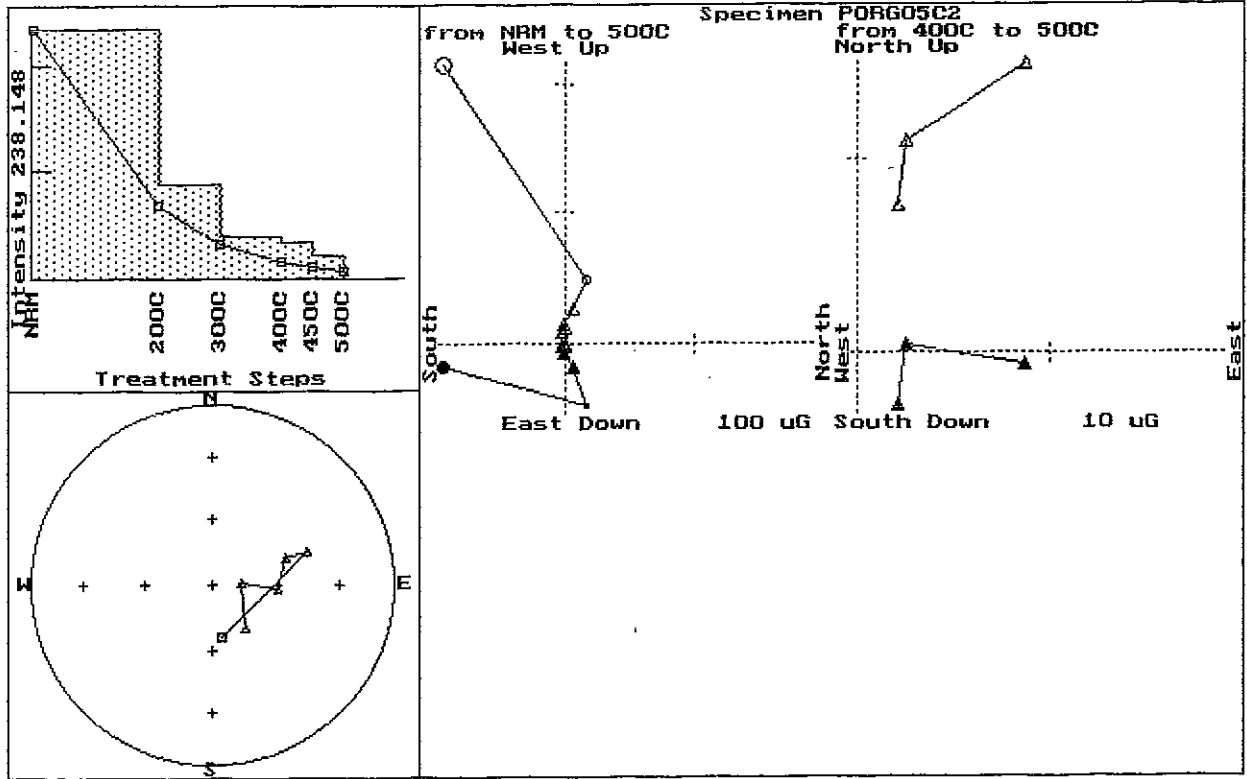 Specimen PORG05C2
from NRM to 500C
West Up
South
North
East Down
100 uG
from 400C to 500C
North Up
West
East
South Down
10 uG
Intensity 238.148
NRM
200C
300C
400C
450C
500C
Treatment Steps
N
W
E
S